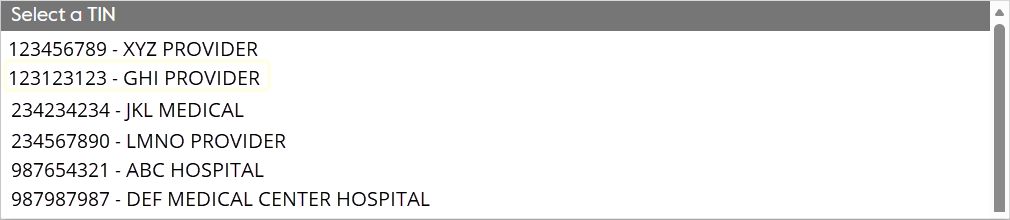 Select a TIN
123456789 - XYZ PROVIDER
123123123 - GHI PROVIDER
234234234 - JKL MEDICAL
234567890 - LMNO PROVIDER
987654321 - ABC HOSPITAL
987987987 - DEF MEDICAL CENTER HOSPITAL